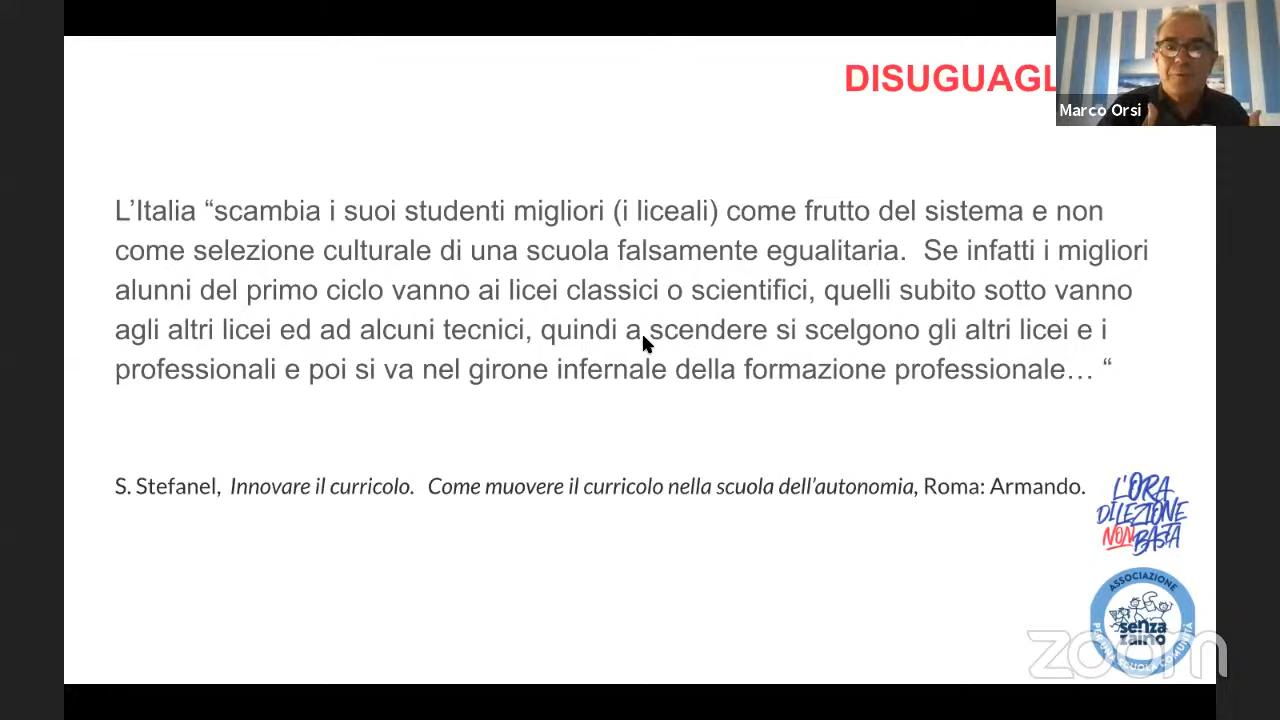 DISUGUAGL
Marco Orsi
L’Italia “scambia i suoi studenti migliori (i liceali) come frutto del sistema e non
come selezione culturale di una scuola falsamente egualitaria.  Se infatti i migliori
alunni del primo ciclo vanno ai licei classici o scientifici, quelli subito sotto vanno
agli altri licei ed ad alcuni tecnici, quindi a scendere si scelgono gli altri licei e i
professionali e poi si va nel girone infernale della formazione professionale… “
S. Stefanel,  Innovare il curricolo.  Come muovere il curricolo nella scuola dell’autonomia, Roma: Armando.
L'ORA
DI LEZIONE
NON BASTA
ASSOCIAZIONE
senza
zaino
PER UNA SCUOLA COMUNITÀ
zoom